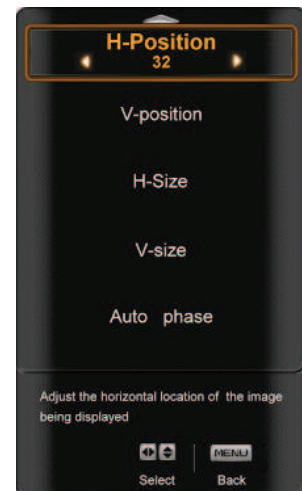 H-Position
32
V-position
H-Size
V-size
Auto phase
Adjust the horizontal location of the image
being displayed
MENU
Select Back